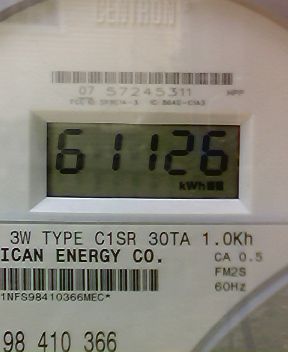 CENTRON
07 57245311
61126
kWh
3W TYPE C1SR 30TA 1.0Kh
ICAN ENERGY CO. CA 0.5
FM2S
60Hz
1NFS98410366MEC*
98 410 366